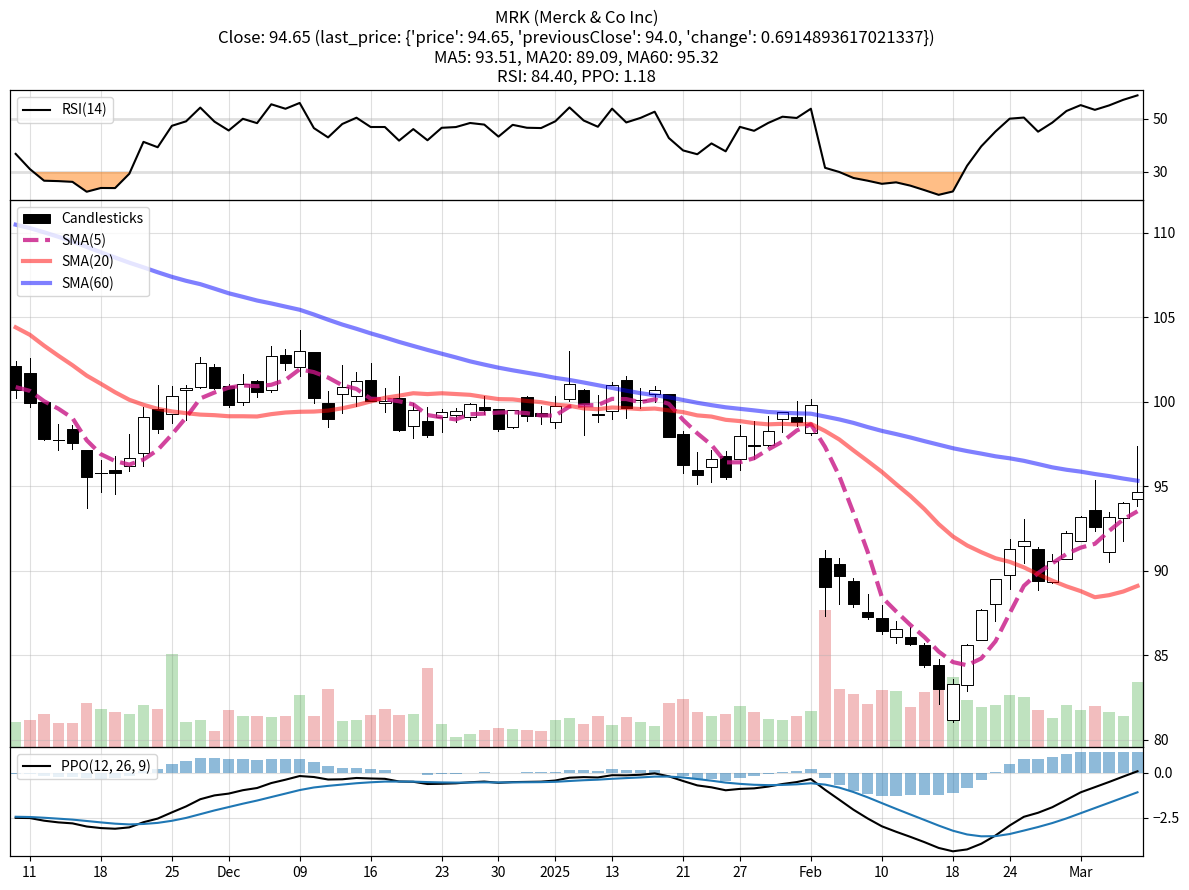 MRK (Merck & Co Inc)
Close: 94.65 (last_price: {'price': 94.65, 'previousClose': 94.0, 'change': 0.6914893617021337})
MA5: 93.51, MA20: 89.09, MA60: 95.32
RSI: 84.40, PPO: 1.18
RSI(14)
50
30
Candlesticks
SMA(5)
SMA(20)
SMA(60)
110
105
100
95
90
85
80
PPO(12, 26, 9)
0.0
−2.5
11 18 25 Dec 09 16 23 30 2025 13 21 27 Feb 10 18 24 Mar